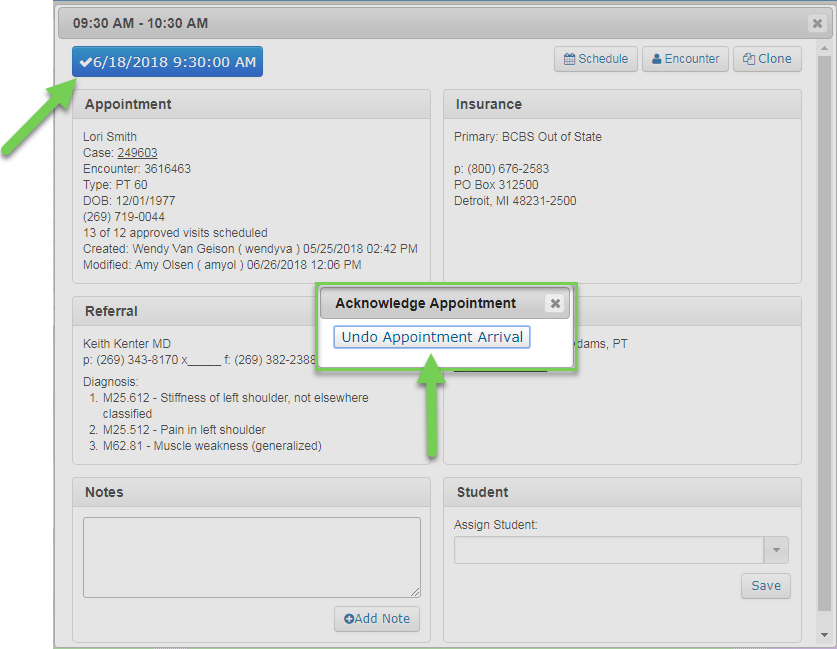 09:30 AM - 10:30 AM
6/18/2018 9:30:00 AM
Schedule
Encounter
Clone
Appointment
Lori Smith
Case: 249603
Encounter: 3616463
Type: PT 60
DOB: 12/01/1977
(269) 719-0044
13 of 12 approved visits scheduled
Created: Wendy Van Geison ( wendyva ) 05/25/2018 02:42 PM
Modified: Amy Olsen ( amyol ) 06/26/2018 12:06 PM
Insurance
Primary: BCBS Out of State
p: (800) 676-2583
PO Box 312500
Detroit, MI 48231-2500
Referral
Keith Kenter MD
p: (269) 343-8170 x_____ f: (269) 382-2388
Diagnosis:
1. M25.612 - Stiffness of left shoulder, not elsewhere
classified
2. M25.512 - Pain in left shoulder
3. M62.81 - Muscle weakness (generalized)
Acknowledge Appointment
Undo Appointment Arrival
dams, PT
Notes
Add Note
Student
Assign Student:
Save